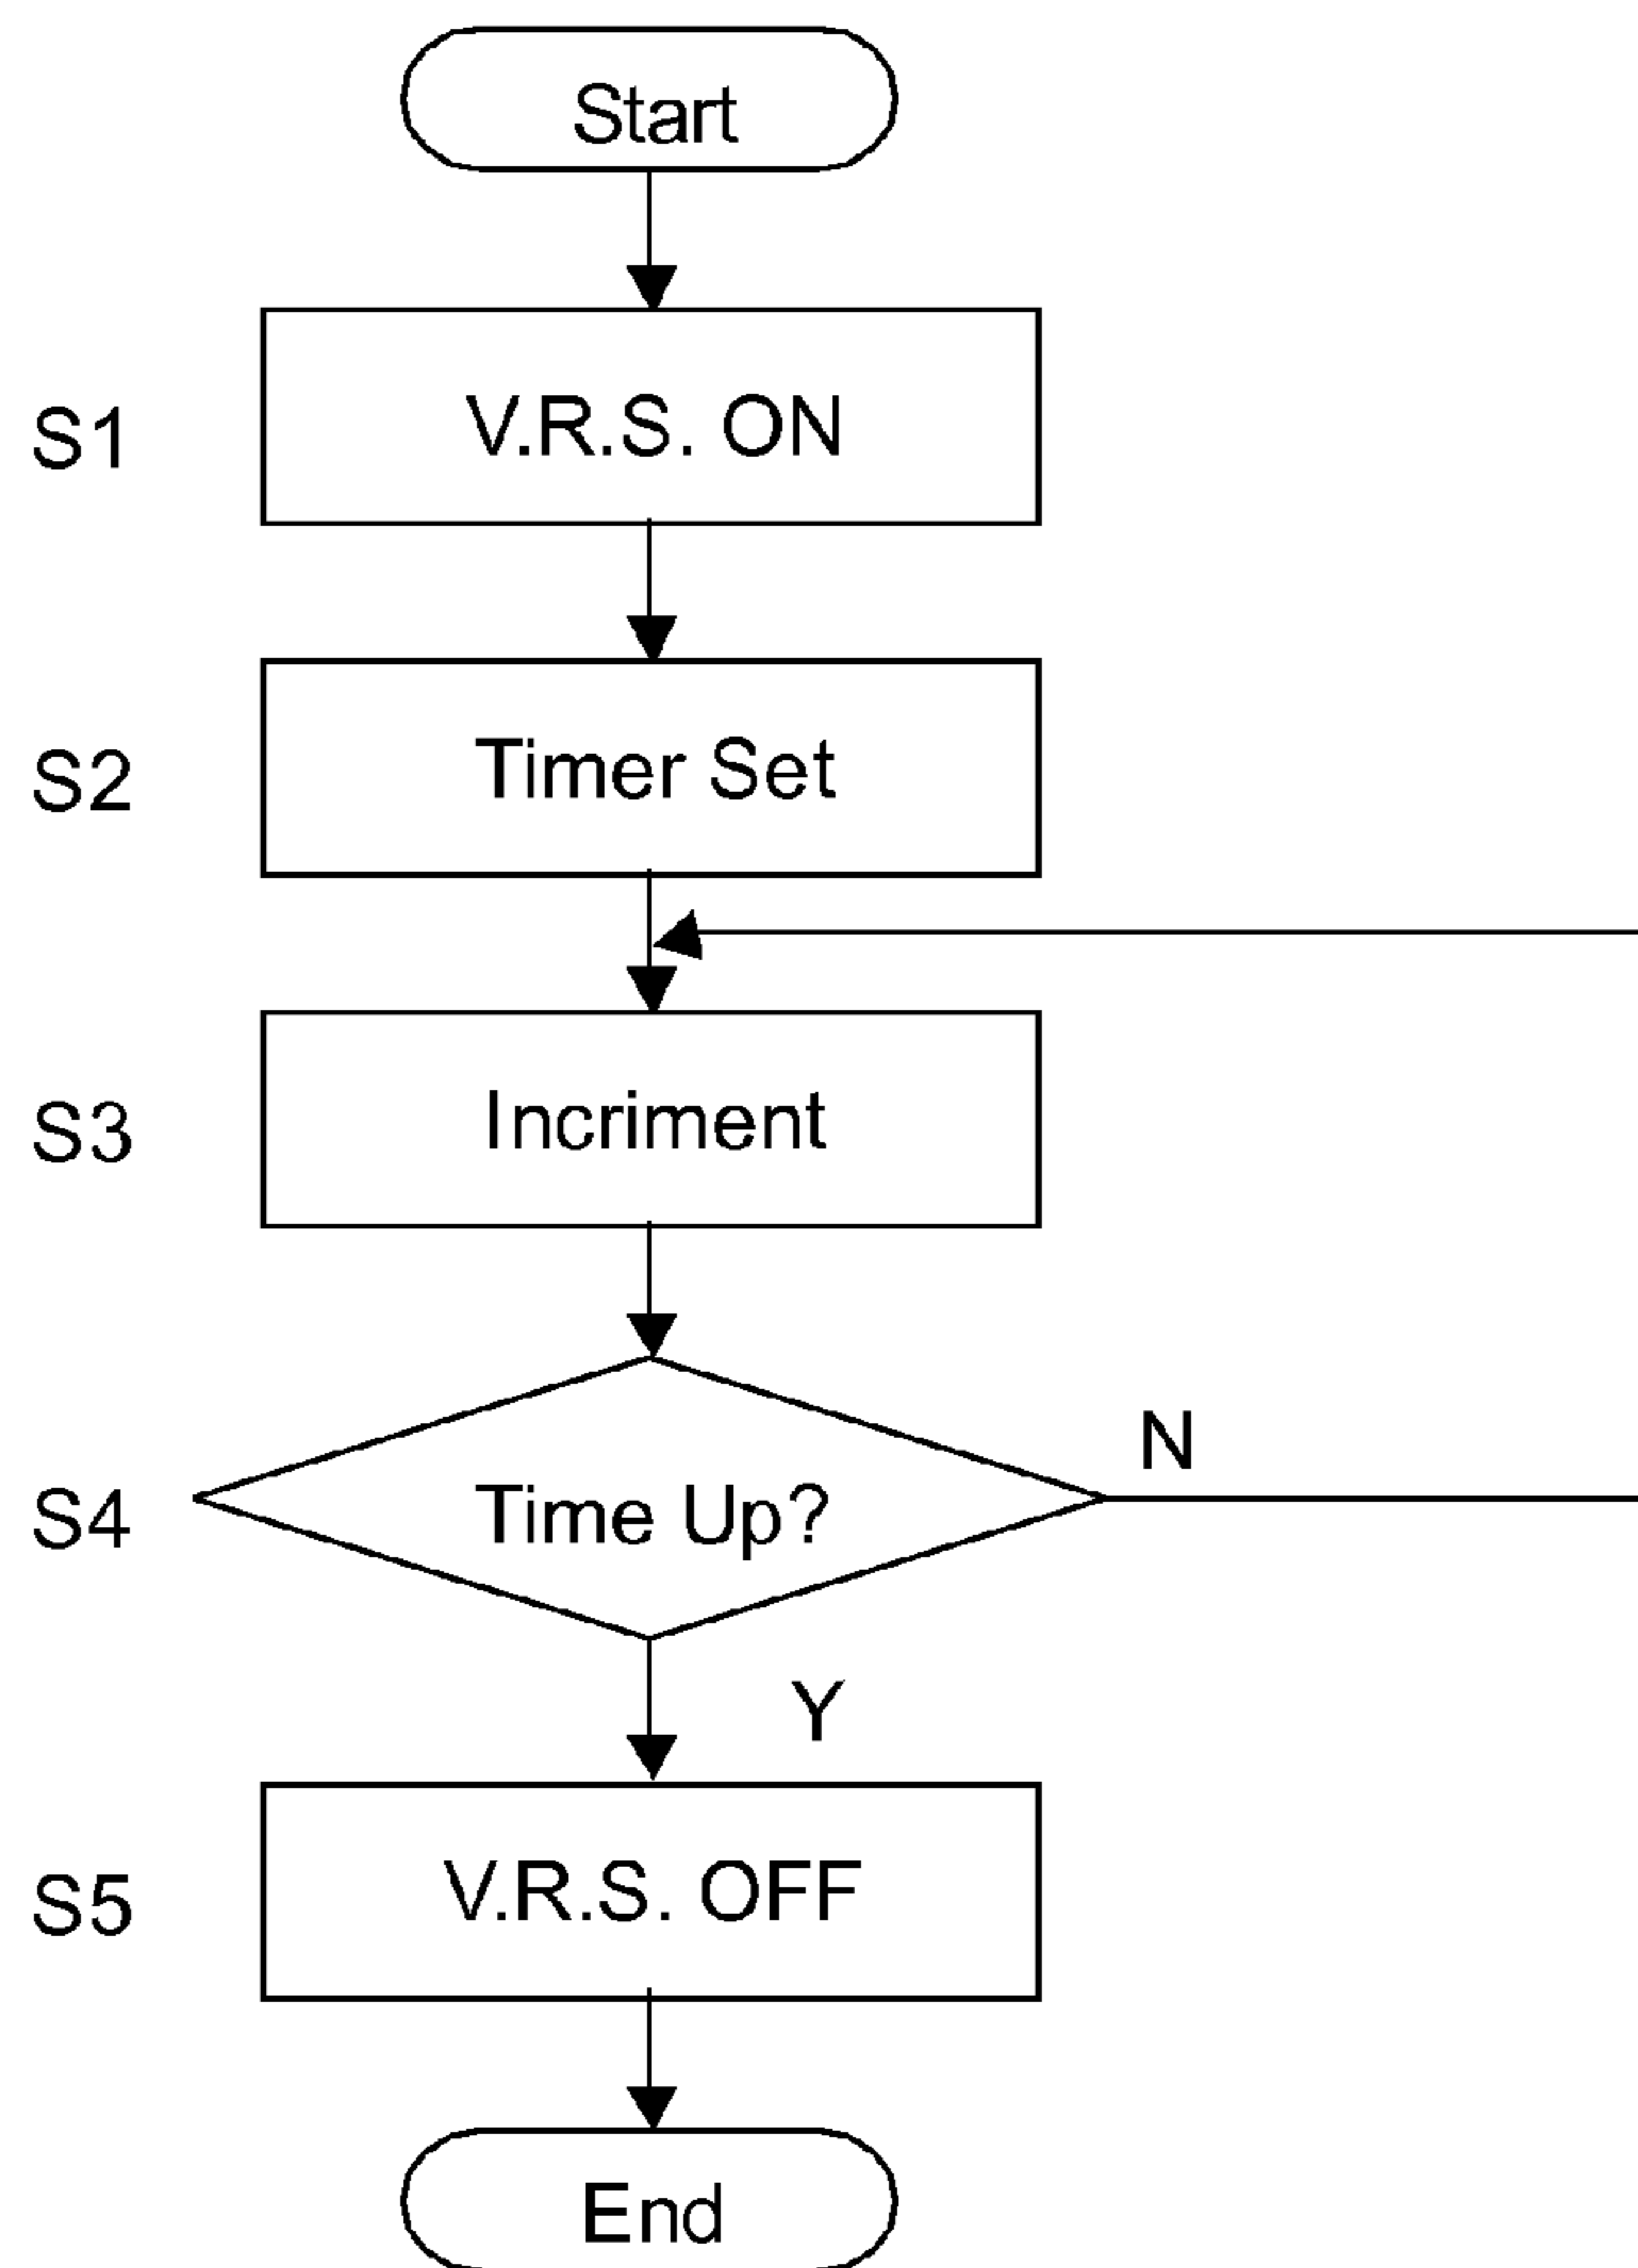 Start
S1
V.R.S. ON
S2
Timer Set
S3
Incriment
S4
Time Up?
N
Y
S5
V.R.S. OFF
End